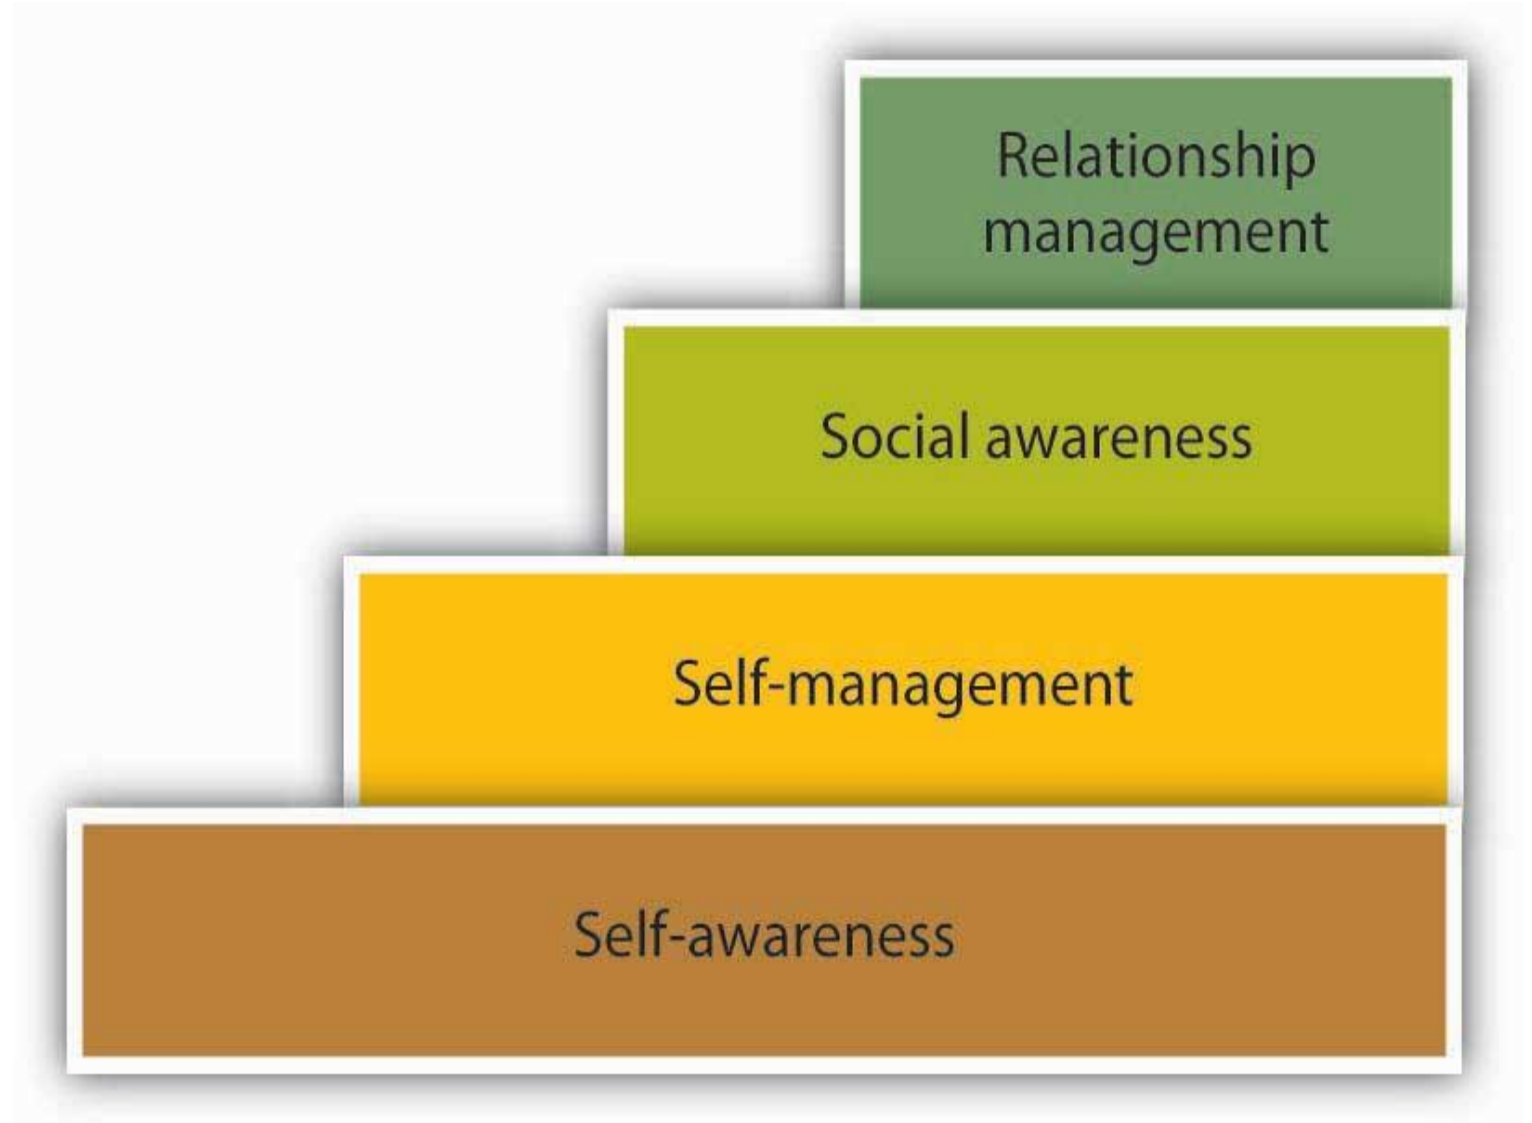 Relationship
management
Social awareness
Self-management
Self-awareness